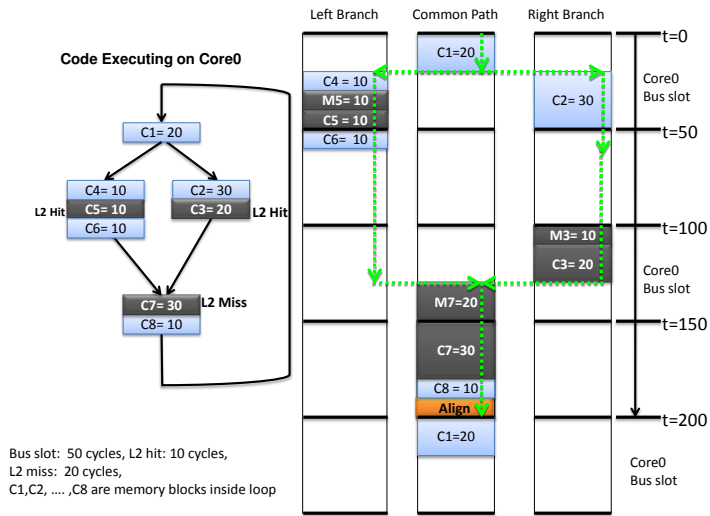 Code Executing on Core0
C1= 20
C4= 10
C2= 30
L2 Hit
C5= 10
C3= 20
L2 Hit
C6= 10
C7= 30
L2 Miss
C8= 10
Bus slot:  50 cycles, L2 hit: 10 cycles,
L2 miss:  20 cycles,
C1,C2, .... ,C8 are memory blocks inside loop
Left Branch
Common Path
Right Branch
t=0
C1=20
C4 = 10
M5= 10
C5 = 10
C6=  10
C2= 30
Core0
Bus slot
t=50
t=100
M3= 10
C3= 20
Core0
Bus slot
M7=20
t=150
C7=30
C8 = 10
Align
t=200
C1=20
Core0
Bus slot